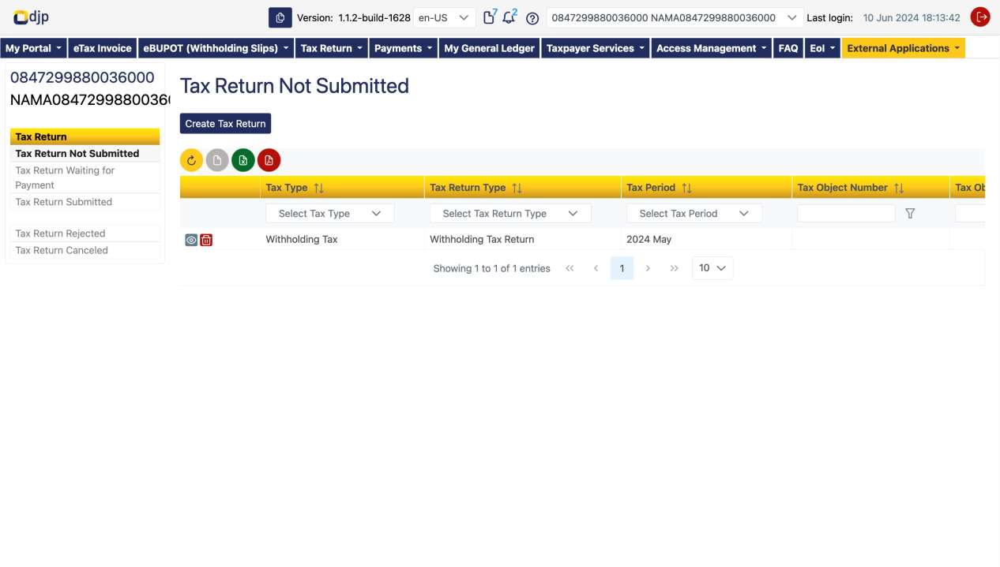 djp
Version: 1.1.2-build-1628 en-US 7 2 0847299880036000 NAMA0847299880036000 Last login: 10 Jun 2024 18:13:42
My Portal eTax Invoice eBUPOT (Withholding Slips) Tax Return Payments My General Ledger Taxpayer Services Access Management FAQ EoI External Applications
0847299880036000
NAMA084729988003600
Tax Return
Tax Return Not Submitted
Tax Return Waiting for
Payment
Tax Return Submitted
Tax Return Rejected
Tax Return Canceled
Tax Return Not Submitted
Create Tax Return
Tax Type Tax Return Type Tax Period Tax Object Number Tax Ob
Select Tax Type Select Tax Return Type Select Tax Period
Withholding Tax Withholding Tax Return 2024 May
Showing 1 to 1 of 1 entries 1 10